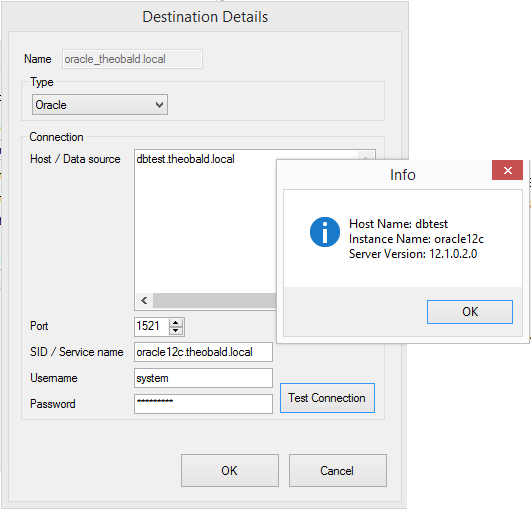 Destination Details
Name oracle_theobald.local
Type
Oracle
Connection
Host / Data source dbtest.theobald.local
Port 1521
SID / Service name oracle12c.theobald.local
Username system
Password *********
Test Connection
OK Cancel
Info
Host Name: dbtest
Instance Name: oracle12c
Server Version: 12.1.0.2.0
OK